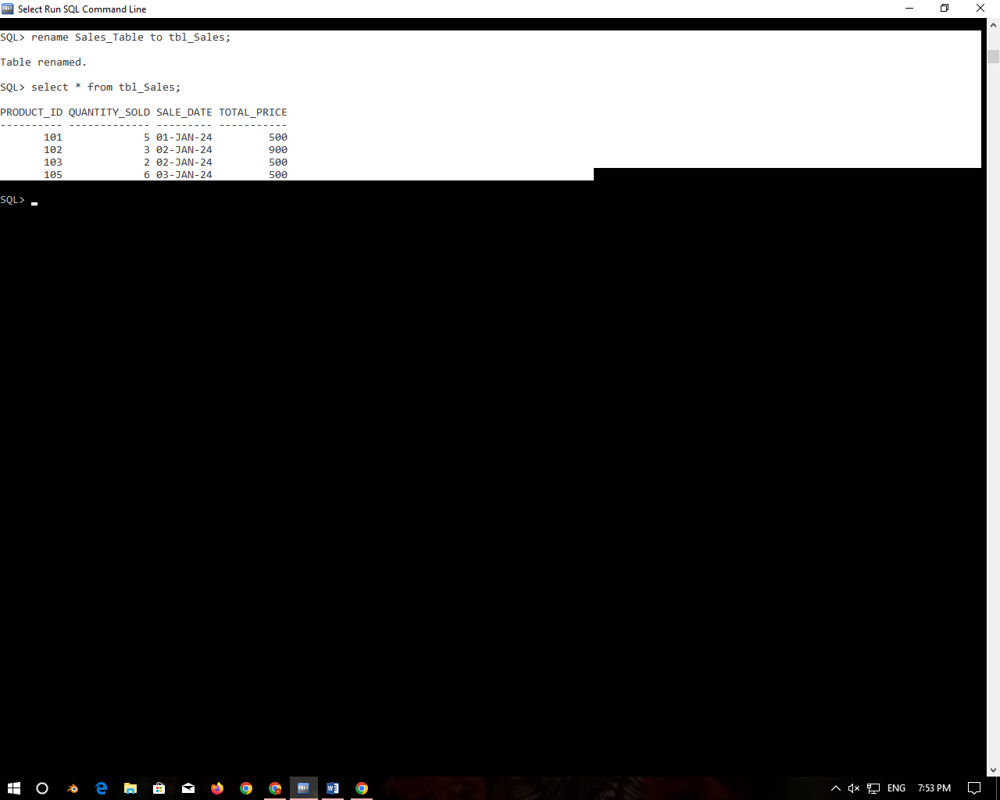 Select Run SQL Command Line
SQL> rename Sales_Table to tbl_Sales;
Table renamed.
SQL> select * from tbl_Sales;
PRODUCT_ID QUANTITY_SOLD SALE_DATE TOTAL_PRICE
---------- ------------- --------- -----------
101 5 01-JAN-24 500
102 3 02-JAN-24 900
103 2 02-JAN-24 500
105 6 03-JAN-24 500
SQL>
ENG 7:53 PM